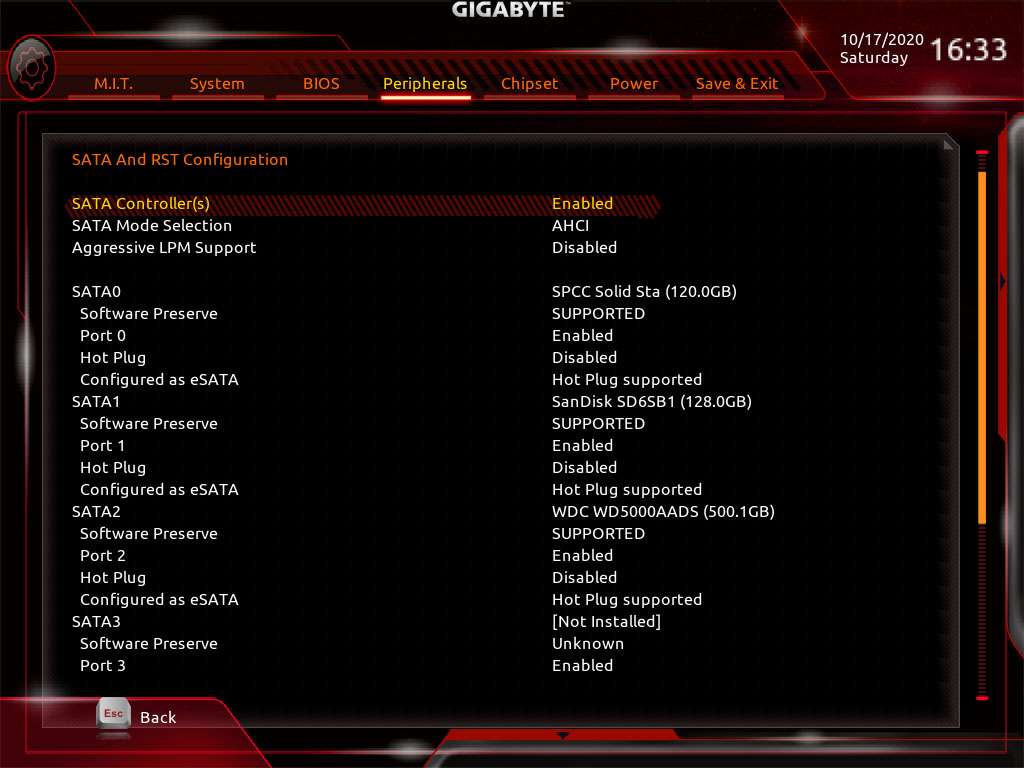 GIGABYTE™
10/17/2020 16:33
Saturday
M.I.T. System BIOS Peripherals Chipset Power Save & Exit
SATA And RST Configuration
SATA Controller(s) Enabled
SATA Mode Selection AHCI
Aggressive LPM Support Disabled
SATA0 SPCC Solid Sta (120.0GB)
Software Preserve SUPPORTED
Port 0 Enabled
Hot Plug Disabled
Configured as eSATA Hot Plug supported
SATA1 SanDisk SD6SB1 (128.0GB)
Software Preserve SUPPORTED
Port 1 Enabled
Hot Plug Disabled
Configured as eSATA Hot Plug supported
SATA2 WDC WD5000AADS (500.1GB)
Software Preserve SUPPORTED
Port 2 Enabled
Hot Plug Disabled
Configured as eSATA Hot Plug supported
SATA3 [Not Installed]
Software Preserve Unknown
Port 3 Enabled
Esc Back